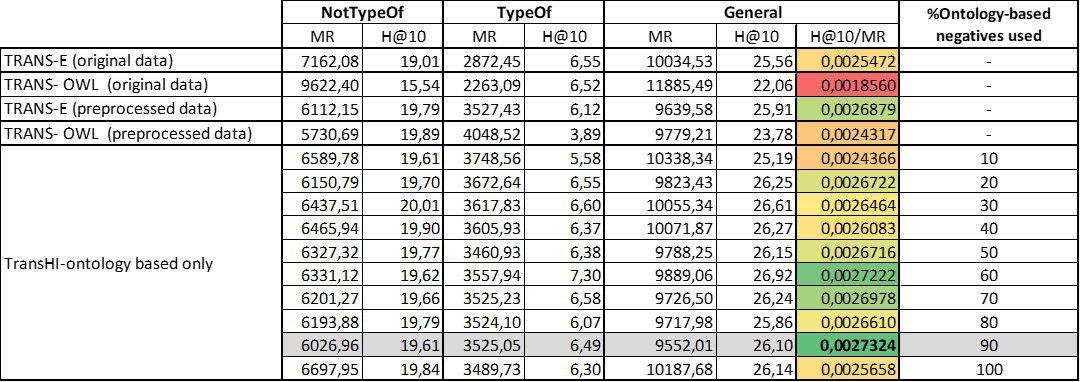 NotTypeOf TypeOf General %Ontology-based negatives used
MR H@10 MR H@10 MR H@10 H@10/MR
TRANS-E (original data) 7162,08 19,01 2872,45 6,55 10034,53 25,56 0,0025472 -
TRANS- OWL (original data) 9622,40 15,54 2263,09 6,52 11885,49 22,06 0,0018560 -
TRANS-E (preprocessed data) 6112,15 19,79 3527,43 6,12 9639,58 25,91 0,0026879 -
TRANS- OWL (preprocessed data) 5730,69 19,89 4048,52 3,89 9779,21 23,78 0,0024317 -
TransHI-ontology based only
6589,78 19,61 3748,56 5,58 10338,34 25,19 0,0024366 10
6150,79 19,70 3672,64 6,55 9823,43 26,25 0,0026722 20
6437,51 20,01 3617,83 6,60 10055,34 26,61 0,0026464 30
6465,94 19,90 3605,93 6,37 10071,87 26,27 0,0026083 40
6327,32 19,77 3460,93 6,38 9788,25 26,15 0,0026716 50
6331,12 19,62 3557,94 7,30 9889,06 26,92 0,0027222 60
6201,27 19,66 3525,23 6,58 9726,50 26,24 0,0026978 70
6193,88 19,79 3524,10 6,07 9717,98 25,86 0,0026610 80
6026,96 19,61 3525,05 6,49 9552,01 26,10 0,0027324 90
6697,95 19,84 3489,73 6,30 10187,68 26,14 0,0025658 100